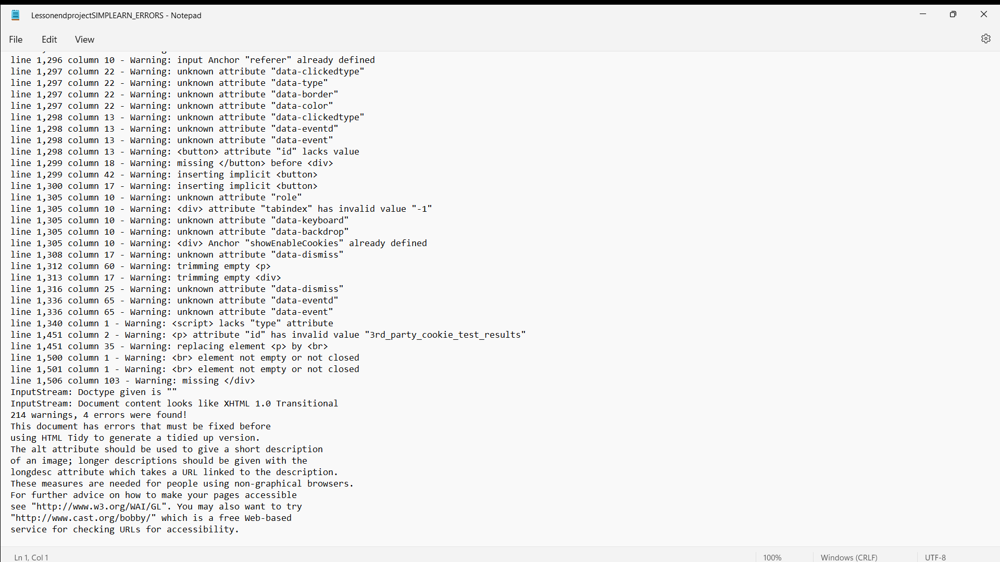 LessonendprojectSIMPLEARN_ERRORS - Notepad
File Edit View
line 1,296 column 10 - Warning: input Anchor "referer" already defined
line 1,297 column 22 - Warning: unknown attribute "data-clickedtype"
line 1,297 column 22 - Warning: unknown attribute "data-type"
line 1,297 column 22 - Warning: unknown attribute "data-border"
line 1,297 column 22 - Warning: unknown attribute "data-color"
line 1,298 column 13 - Warning: unknown attribute "data-clickedtype"
line 1,298 column 13 - Warning: unknown attribute "data-eventd"
line 1,298 column 13 - Warning: unknown attribute "data-event"
line 1,298 column 13 - Warning: <button> attribute "id" lacks value
line 1,299 column 18 - Warning: missing </button> before <div>
line 1,299 column 42 - Warning: inserting implicit <button>
line 1,300 column 17 - Warning: inserting implicit <button>
line 1,305 column 10 - Warning: unknown attribute "role"
line 1,305 column 10 - Warning: <div> attribute "tabindex" has invalid value "-1"
line 1,305 column 10 - Warning: unknown attribute "data-keyboard"
line 1,305 column 10 - Warning: unknown attribute "data-backdrop"
line 1,305 column 10 - Warning: <div> Anchor "showEnableCookies" already defined
line 1,308 column 17 - Warning: unknown attribute "data-dismiss"
line 1,312 column 60 - Warning: trimming empty <p>
line 1,313 column 17 - Warning: trimming empty <div>
line 1,316 column 25 - Warning: unknown attribute "data-dismiss"
line 1,336 column 65 - Warning: unknown attribute "data-eventd"
line 1,336 column 65 - Warning: unknown attribute "data-event"
line 1,340 column 1 - Warning: <script> lacks "type" attribute
line 1,451 column 2 - Warning: <p> attribute "id" has invalid value "3rd_party_cookie_test_results"
line 1,451 column 35 - Warning: replacing element <p> by <br>
line 1,500 column 1 - Warning: <br> element not empty or not closed
line 1,501 column 1 - Warning: <br> element not empty or not closed
line 1,506 column 103 - Warning: missing </div>
InputStream: Doctype given is ""
InputStream: Document content looks like XHTML 1.0 Transitional
214 warnings, 4 errors were found!
This document has errors that must be fixed before
using HTML Tidy to generate a tidied up version.
The alt attribute should be used to give a short description
of an image; longer descriptions should be given with the
longdesc attribute which takes a URL linked to the description.
These measures are needed for people using non-graphical browsers.
For further advice on how to make your pages accessible
see "http://www.w3.org/WAI/GL". You may also want to try
"http://www.cast.org/bobby/" which is a free Web-based
service for checking URLs for accessibility.
Ln 1, Col 1 100% Windows (CRLF) UTF-8